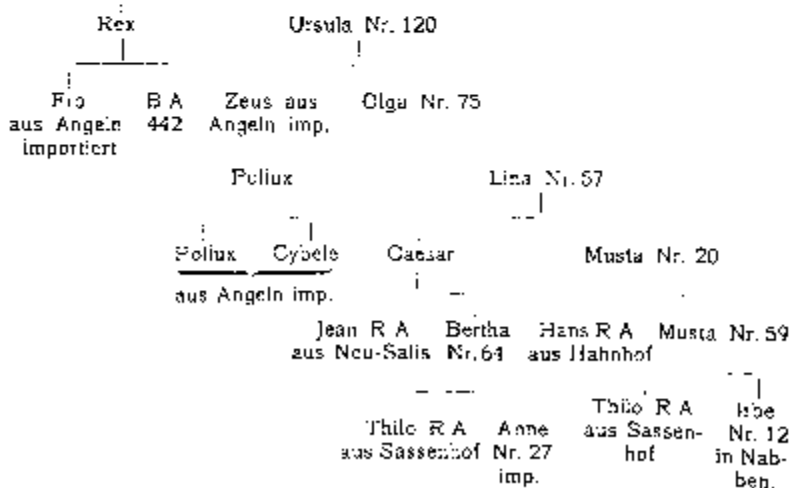 Rex Ursula Nr. 120
Fro B A Zeus aus Olga Nr. 75
aus Angeln 442 Angeln imp.
importiert
Pollux Lina Nr. 57
Pollux Cybele Caesar Musta Nr. 20
aus Angeln imp.
Jean R A Bertha Hans R A Musta Nr. 59
aus Neu-Salis Nr. 64 aus Hahnhof
Thilo R A Anne Thilo R A Nr. 12
aus Sassenhof Nr. 27 aus Sassen- in Nab-
imp. hof ben.